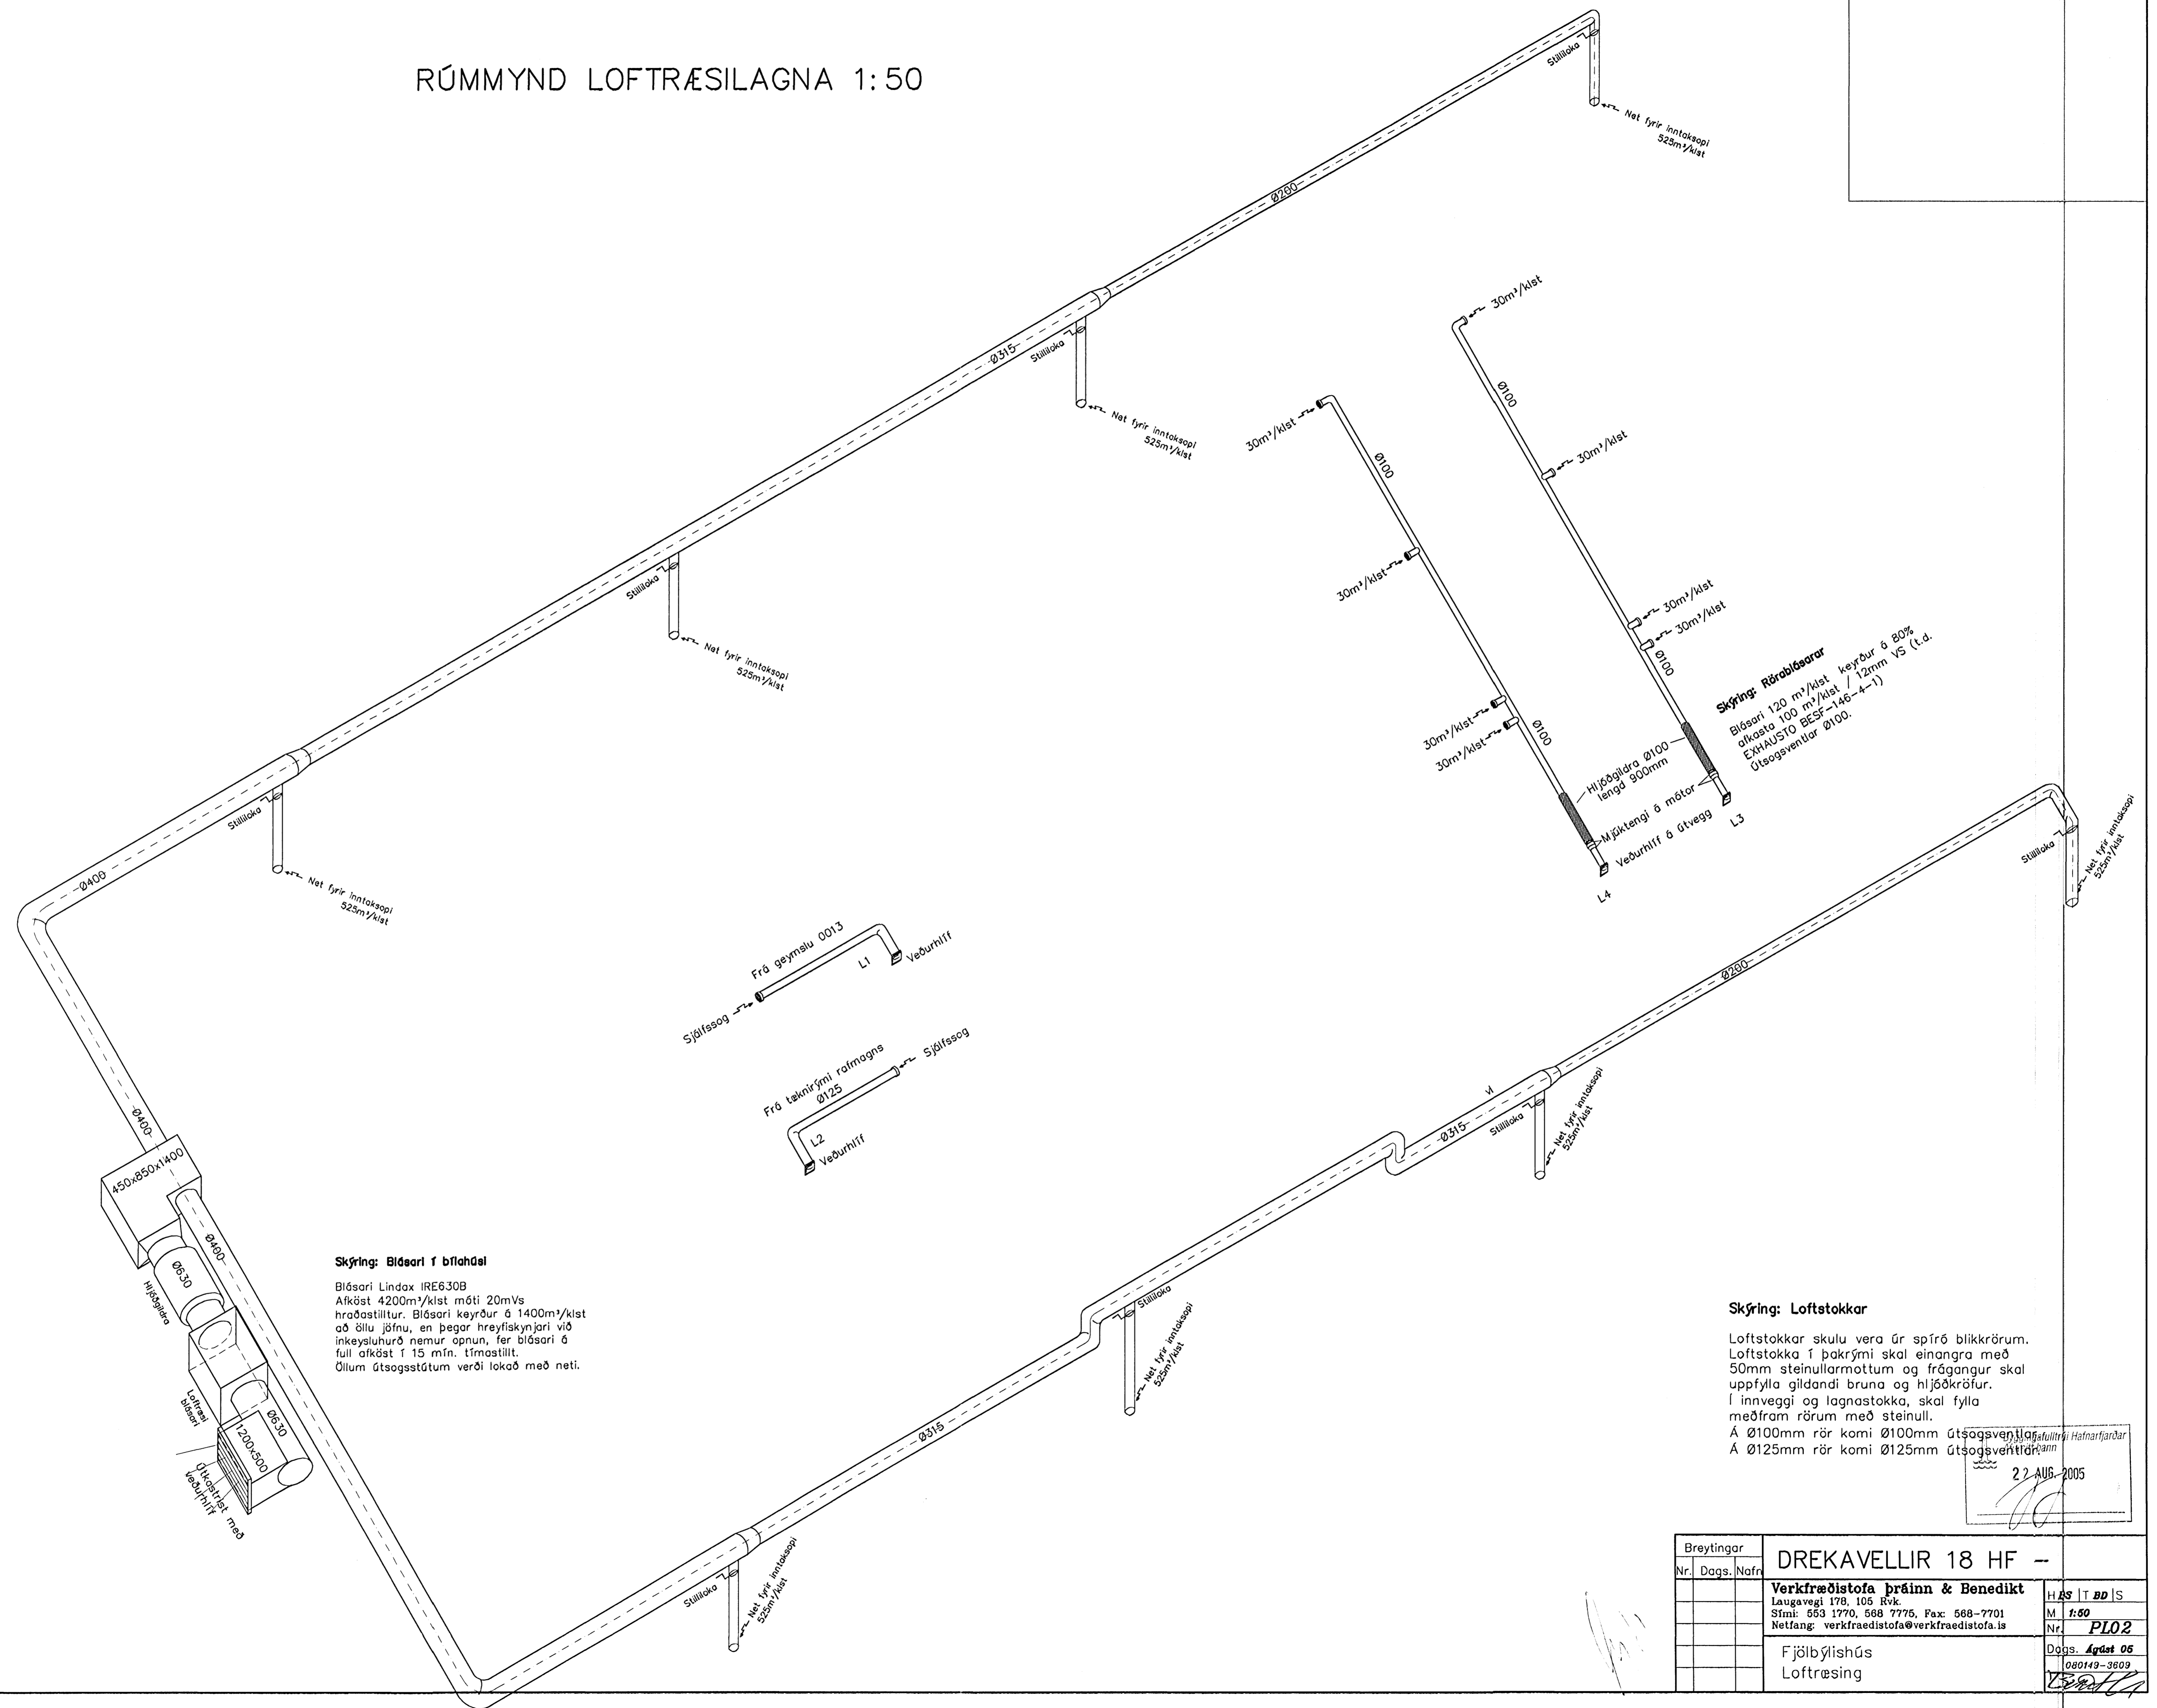 RÚMMYND LOFTRÆSILAGNA 1:50
Stilliloka
Net fyrir inntaksopi
525m³/klst
Ø200
Ø315
Stilliloka
Net fyrir inntaksopi
525m³/klst
Stilliloka
Net fyrir inntaksopi
525m³/klst
Stilliloka
Net fyrir inntaksopi
525m³/klst
Ø400
Ø400
450x850x1400
Ø400
Ø630
Hljóðgildra
Loftræsi
blásari
Ø630
1200x500
Útkastrist með
veðurhlíf
30m³/klst
Ø100
30m³/klst
30m³/klst
30m³/klst
Ø100
30m³/klst
Ø100
30m³/klst
30m³/klst
30m³/klst
Ø100
Hljóðgildra Ø100
lengd 900mm
Mjúktengi á mótor
Veðurhlíf á útvegg
L3
L4
Skýring: Rörablásarar
Blásari 120 m³/klst keyrður á 80%
afkasta 100 m³/klst / 12mm VS (t.d.
EXHAUSTO BESF-146-4-1)
Útsogsventlar Ø100.
Frá geymslu 0013
L1
Veðurhlíf
Sjálfssog
Frá tæknirými rafmagns
Ø125
Sjálfssog
L2
Veðurhlíf
Stilliloka
Net fyrir inntaksopi
525m³/klst
Ø200
Stilliloka
Net fyrir inntaksopi
525m³/klst
Ø315
Stilliloka
Net fyrir inntaksopi
525m³/klst
Ø315
Stilliloka
Net fyrir inntaksopi
525m³/klst
Skýring: Blásari í bílahúsi
Blásari Lindax IRE630B
Afköst 4200m³/klst móti 20mVs
hraðastilltur. Blásari keyrður á 1400m³/klst
að öllu jöfnu, en þegar hreyfiskynjari við
inkeysluhurð nemur opnun, fer blásari á
full afköst í 15 mín. tímastillt.
Öllum útsogsstútum verði lokað með neti.
Skýring: Loftstokkar
Loftstokkar skulu vera úr spíró blikkrörum.
Loftstokka í þakrými skal einangra með
50mm steinullarmottum og frágangur skal
uppfylla gildandi bruna og hljóðkröfur.
Í innveggi og lagnastokka, skal fylla
meðfram rörum með steinull.
Á Ø100mm rör komi Ø100mm útsogsventlar.
Á Ø125mm rör komi Ø125mm útsogsventlar.
Byggingafulltrúi Hafnarfjarðar
22 AUG. 2005
Breytingar
Nr. Dags. Nafn
DREKAVELLIR 18 HF -
Verkfræðistofa Þráinn & Benedikt
Laugavegi 178, 105 Rvk.
Sími: 553 1770, 568 7775, Fax: 568-7701
Netfang: verkfraedistofa@verkfraedistofa.is
Fjölbýlishús
Loftræsing
H BS T BD S
M 1:50
Nr. PL02
Dags. Ágúst 05
080149-3609